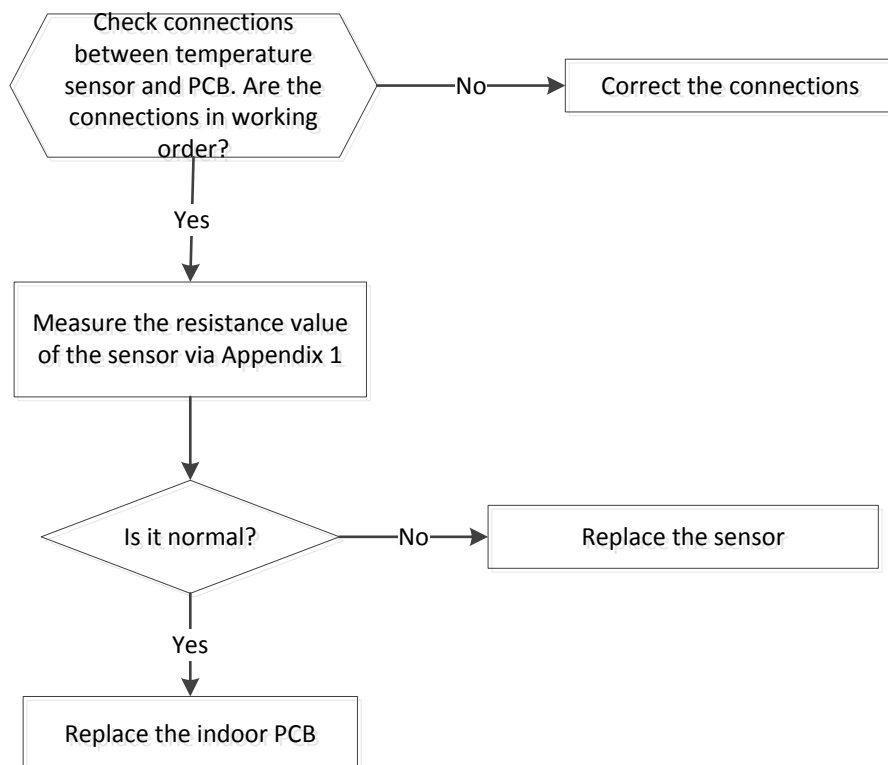 Check connections
between temperature
sensor and PCB. Are the
connections in working
order?
No
Correct the connections
Yes
Measure the resistance value
of the sensor via Appendix 1
Is it normal?
No
Replace the sensor
Yes
Replace the indoor PCB